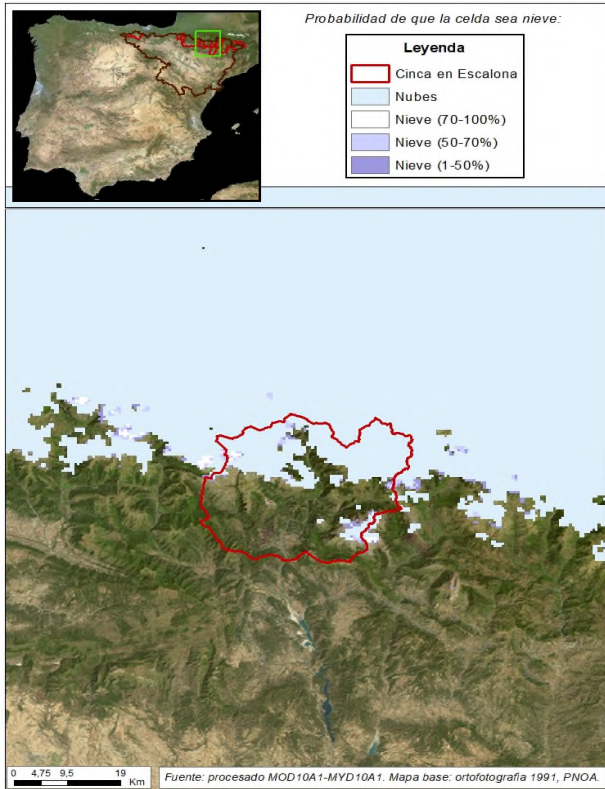 Probabilidad de que la celda sea nieve:
Leyenda
Cinca en Escalona
Nubes
Nieve (70-100%)
Nieve (50-70%)
Nieve (1-50%)
0 4,75 9,5 19
Km
Fuente: procesado MOD10A1-MYD10A1. Mapa base: ortofotografía 1991, PNOA.